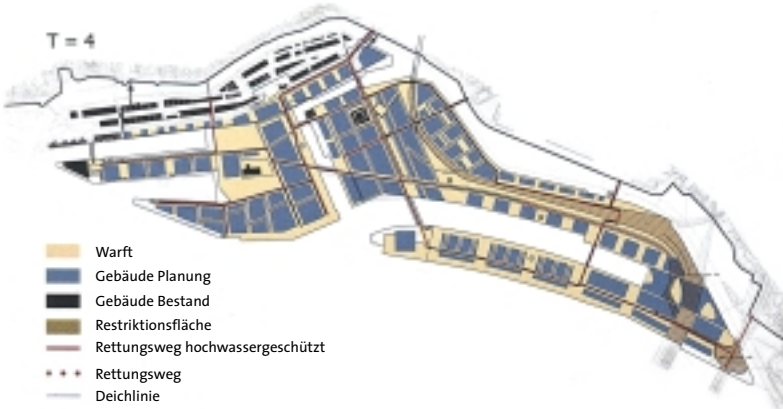 T = 4
Warft
Gebäude Planung
Gebäude Bestand
Restriktionsfläche
Rettungsweg hochwassergeschützt
Rettungsweg
Deichlinie